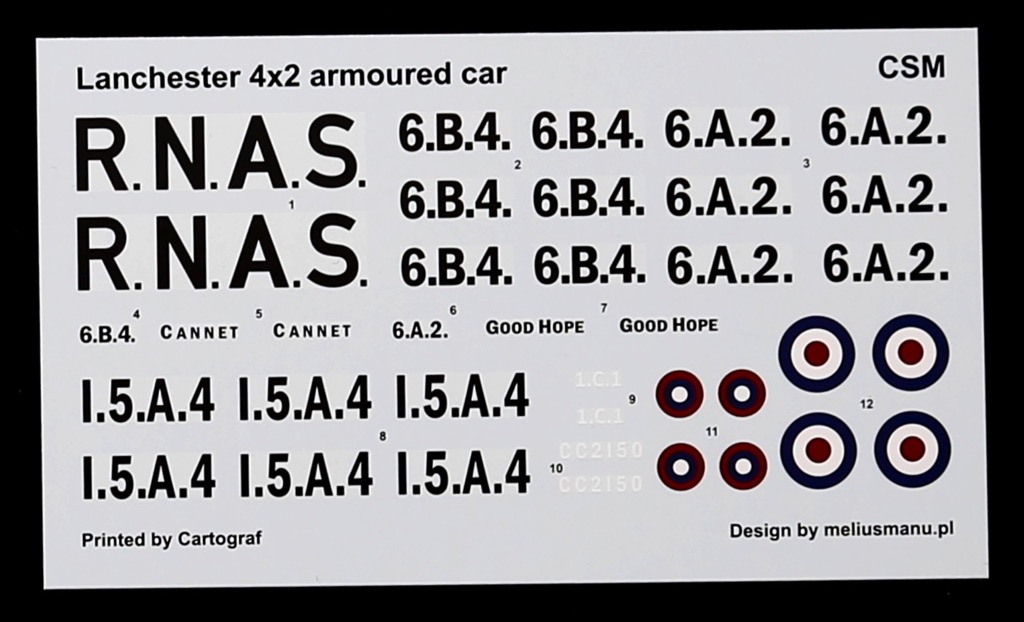 Lanchester 4x2 armoured car
CSM
R.N.A.S.
1
R.N.A.S.
6.B.4. 6.B.4. 6.A.2. 6.A.2.
2 3
6.B.4. 6.B.4. 6.A.2. 6.A.2.
6.B.4. 6.B.4. 6.A.2. 6.A.2.
4 5 6 7
6.B.4. CANNET CANNET 6.A.2. GOOD HOPE GOOD HOPE
I.5.A.4 I.5.A.4 I.5.A.4
8
I.5.A.4 I.5.A.4 I.5.A.4
1.C.1
9
1.C.1
CC2150
10
CC2150
11
12
Printed by Cartograf
Design by meliusmanu.pl